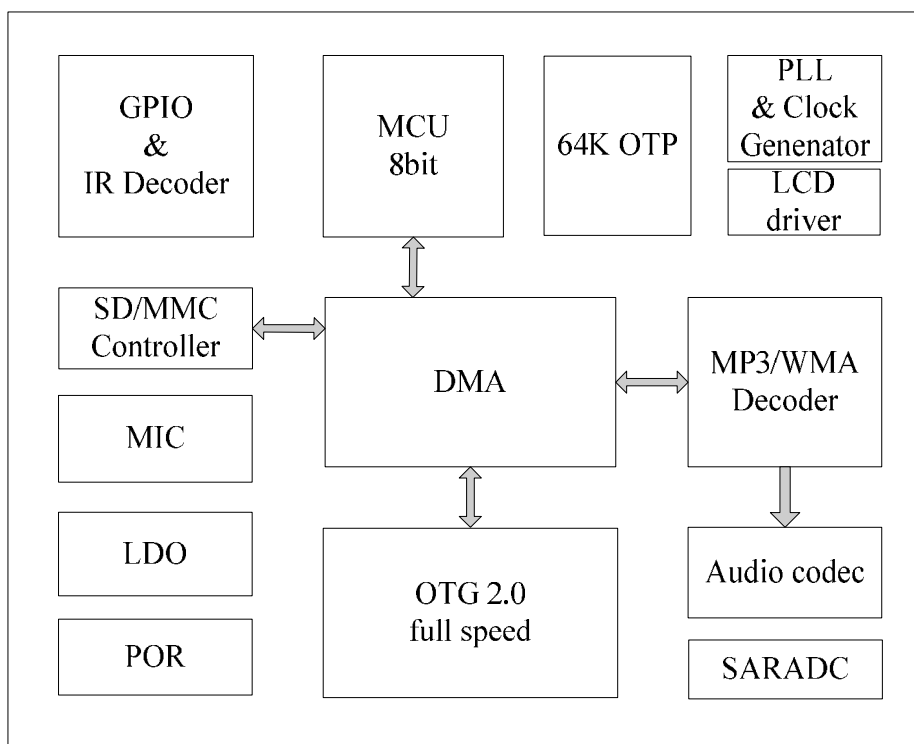 GPIO
&
IR Decoder
MCU
8bit
64K OTP
PLL
& Clock
Genenator
LCD
driver
SD/MMC
Controller
DMA
MP3/WMA
Decoder
MIC
LDO
OTG 2.0
full speed
Audio codec
POR
SARADC